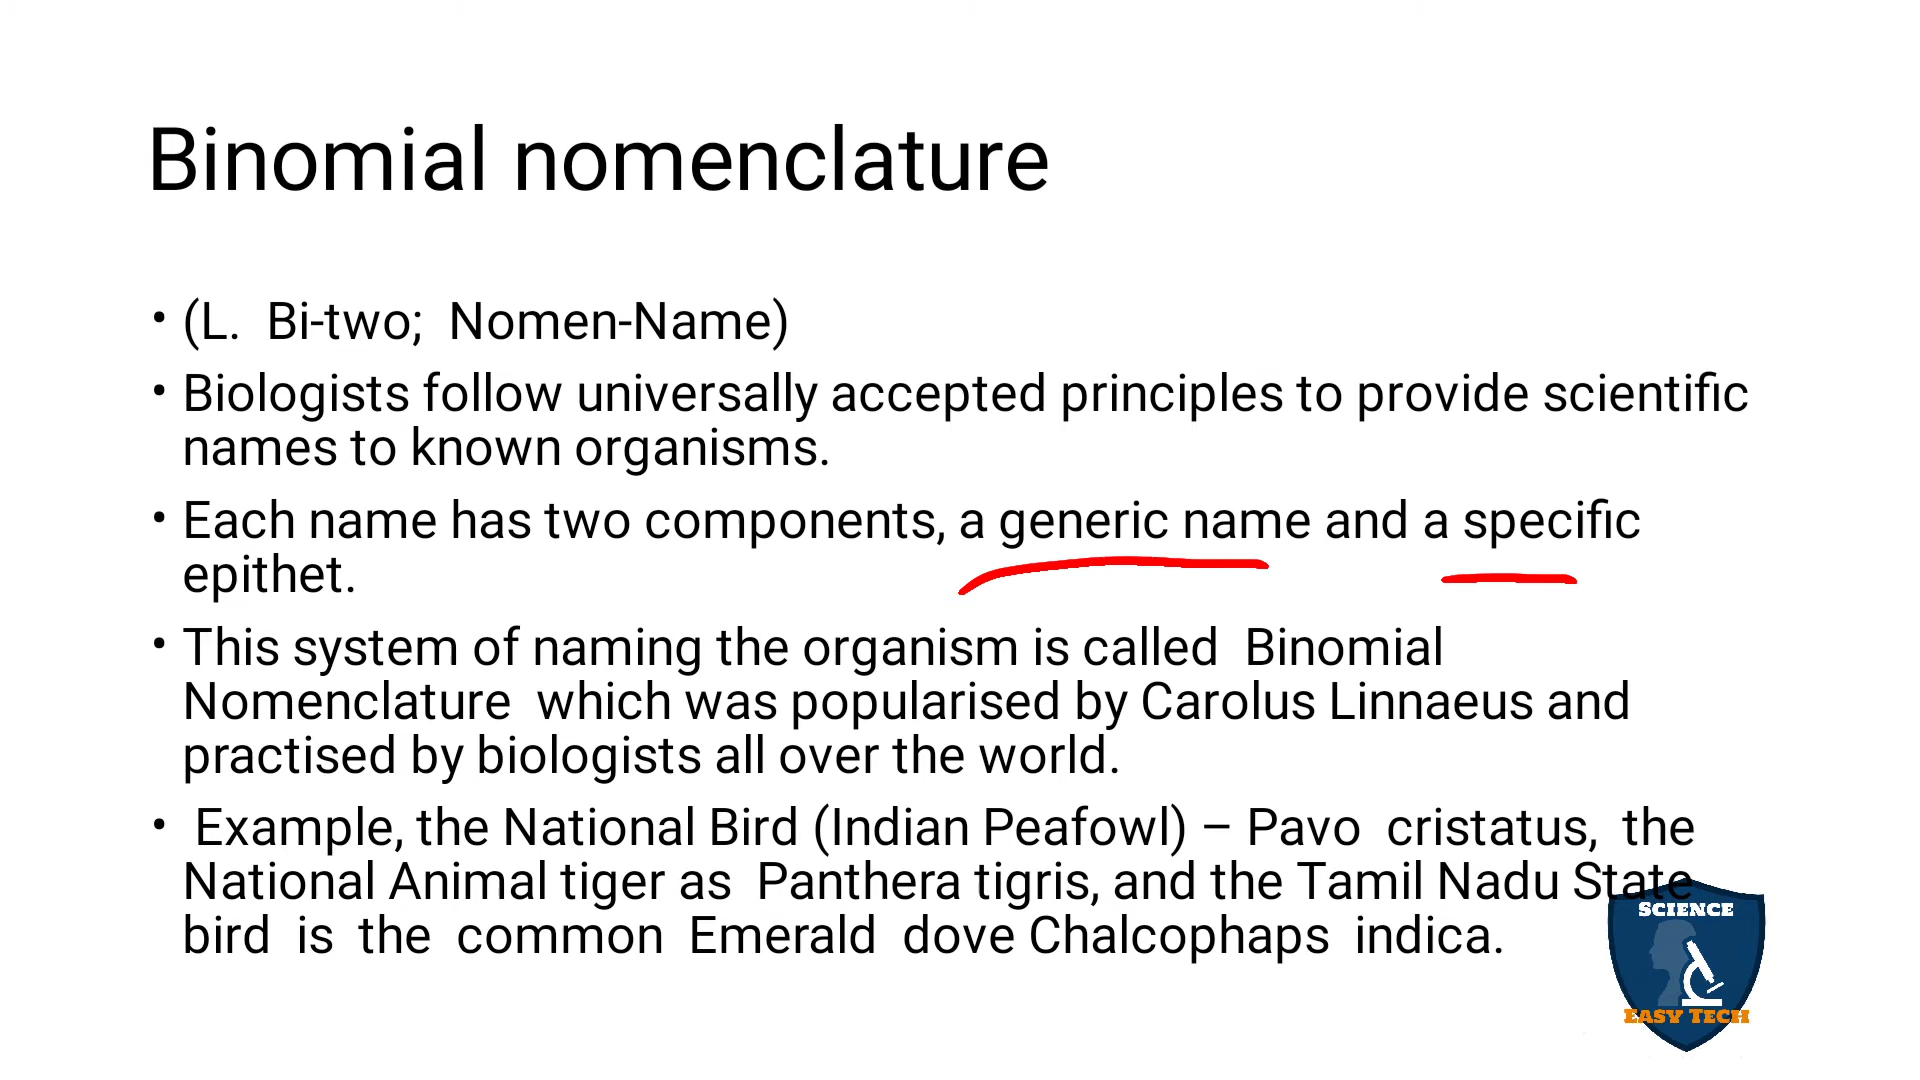 Binomial nomenclature
• (L.  Bi-two;  Nomen-Name)
• Biologists follow universally accepted principles to provide scientific
names to known organisms.
• Each name has two components, a generic name and a specific
epithet.
• This system of naming the organism is called  Binomial
Nomenclature  which was popularised by Carolus Linnaeus and
practised by biologists all over the world.
•  Example, the National Bird (Indian Peafowl) – Pavo  cristatus,  the
National Animal tiger as  Panthera tigris, and the Tamil Nadu State
bird  is  the  common  Emerald  dove Chalcophaps  indica.
SCIENCE
EASY TECH